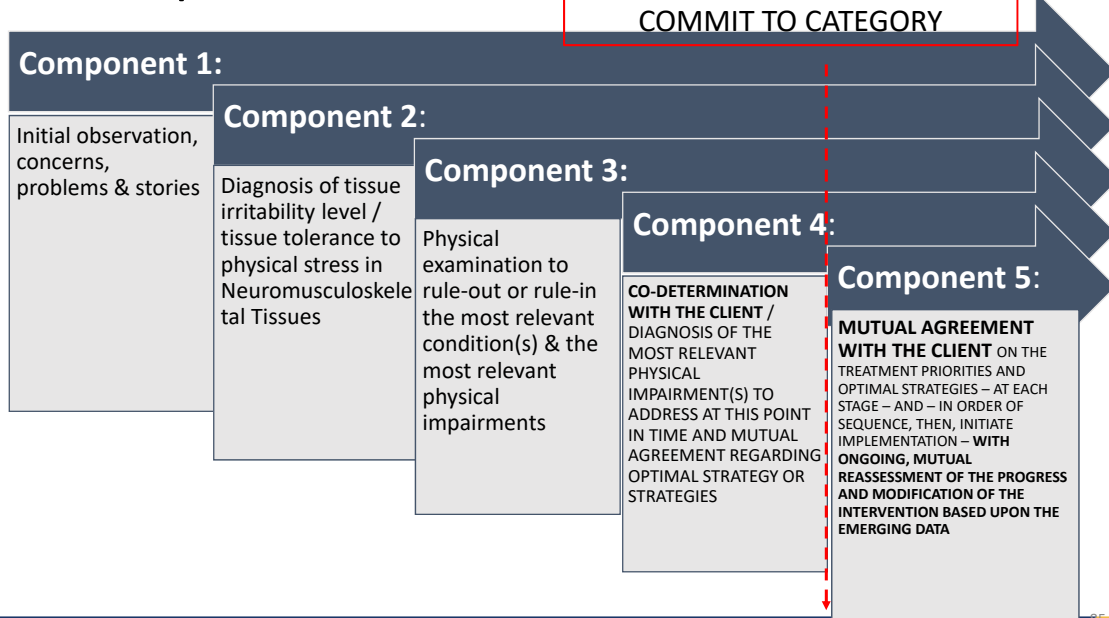 COMMIT TO CATEGORY
Component 1:
Initial observation,
concerns,
problems & stories
Component 2:
Diagnosis of tissue
irritability level /
tissue tolerance to
physical stress in
Neuromusculoskele
tal Tissues
Component 3:
Physical
examination to
rule-out or rule-in
the most relevant
condition(s) & the
most relevant
physical
impairments
Component 4:
CO-DETERMINATION
WITH THE CLIENT /
DIAGNOSIS OF THE
MOST RELEVANT
PHYSICAL
IMPAIRMENT(S) TO
ADDRESS AT THIS POINT
IN TIME AND MUTUAL
AGREEMENT REGARDING
OPTIMAL STRATEGY OR
STRATEGIES
Component 5:
MUTUAL AGREEMENT
WITH THE CLIENT ON THE
TREATMENT PRIORITIES AND
OPTIMAL STRATEGIES – AT EACH
STAGE – AND – IN ORDER OF
SEQUENCE, THEN, INITIATE
IMPLEMENTATION – WITH
ONGOING, MUTUAL
REASSESSMENT OF THE PROGRESS
AND MODIFICATION OF THE
INTERVENTION BASED UPON THE
EMERGING DATA